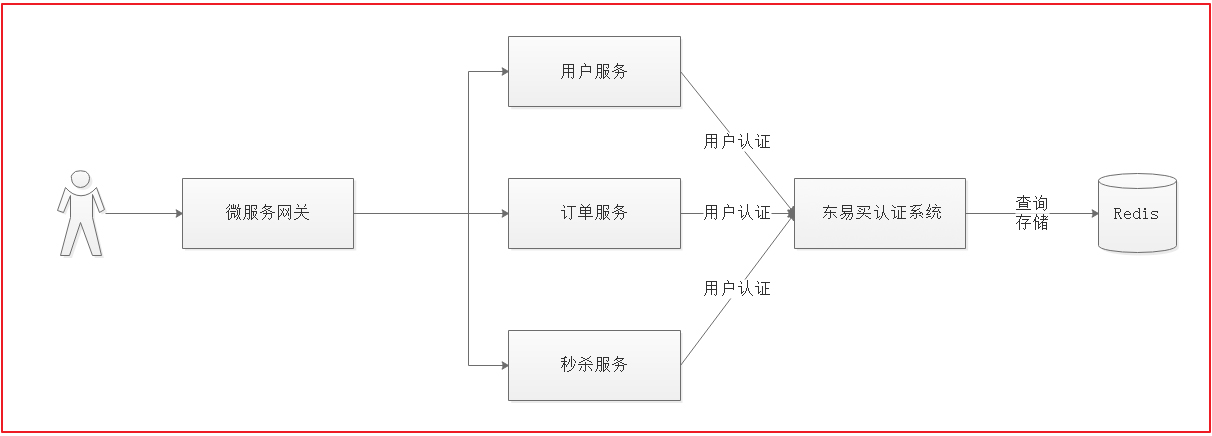 用户服务
用户认证
微服务网关
订单服务
用户认证
东易买认证系统
查询
存储
Redis
用户认证
秒杀服务